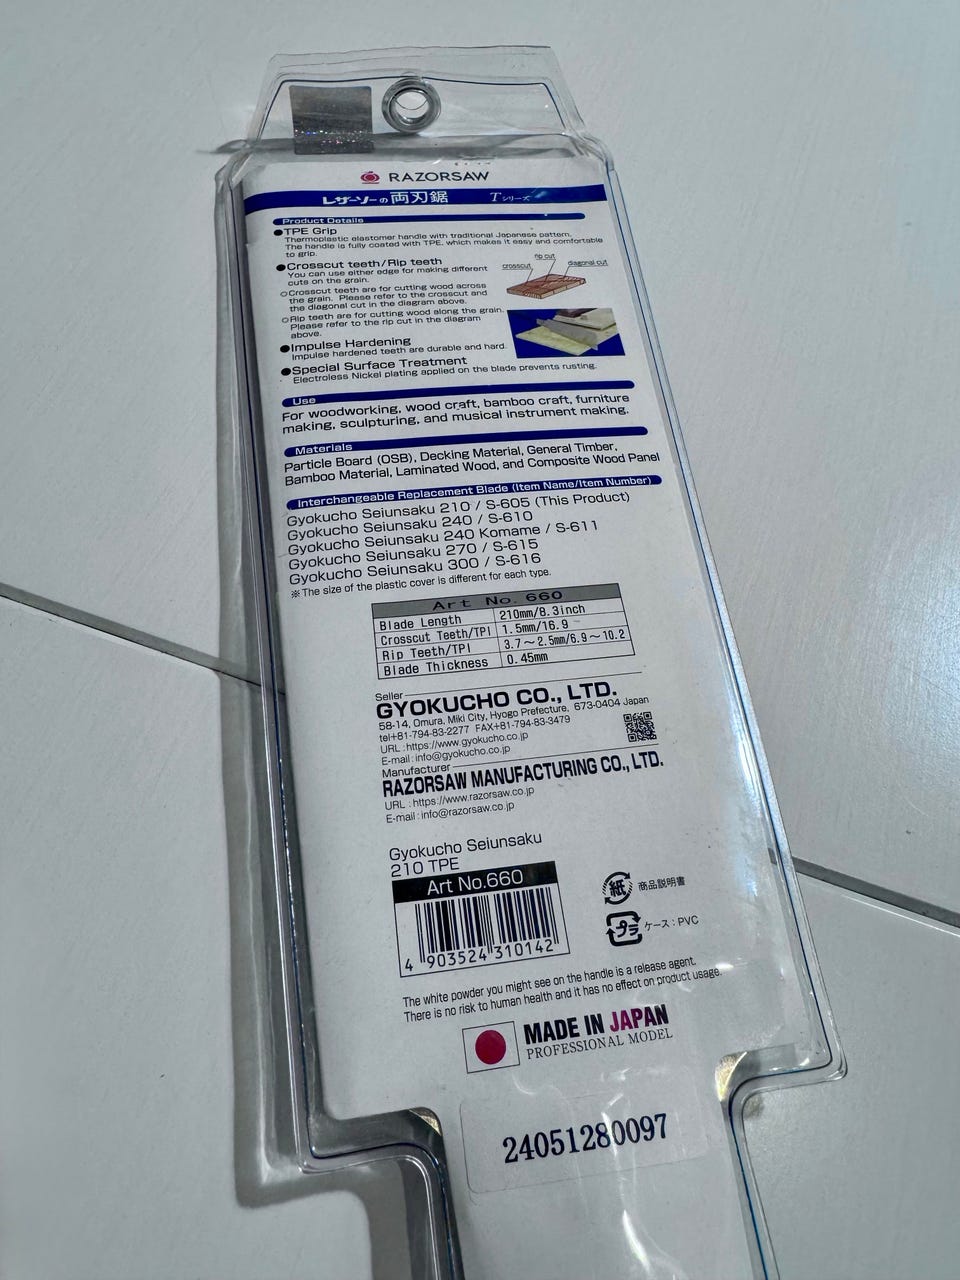 RAZORSAW
レザーソーの両刃鋸 Tシリーズ
Product Details
●TPE Grip
Thermoplastic elastomer handle with traditional Japanese pattern.
The handle is fully coated with TPE, which makes it easy and comfortable
to grip.
●Crosscut teeth/Rip teeth
You can use either edge for making different
cuts on the grain.
○Crosscut teeth are for cutting wood across
the grain. Please refer to the crosscut and
the diagonal cut in the diagram above.
○Rip teeth are for cutting wood along the grain.
Please refer to the rip cut in the diagram
above.
rip cut
crosscut
diagonal cut
●Impulse Hardening
Impulse hardened teeth are durable and hard.
●Special Surface Treatment
Electroless Nickel plating applied on the blade prevents rusting.
Use
For woodworking, wood craft, bamboo craft, furniture
making, sculpturing, and musical instrument making.
Materials
Particle Board (OSB), Decking Material, General Timber,
Bamboo Material, Laminated Wood, and Composite Wood Panel
Interchangeable Replacement Blade (Item Name/Item Number)
Gyokucho Seiunsaku 210 / S-605 (This Product)
Gyokucho Seiunsaku 240 / S-610
Gyokucho Seiunsaku 240 Komame / S-611
Gyokucho Seiunsaku 270 / S-615
Gyokucho Seiunsaku 300 / S-616
※The size of the plastic cover is different for each type.
Art No. 660
Blade Length 210mm/8.3inch
Crosscut Teeth/TPI 1.5mm/16.9
Rip Teeth/TPI 3.7～2.5mm/6.9～10.2
Blade Thickness 0.45mm
Seller
GYOKUCHO CO., LTD.
58-14, Omura, Miki City, Hyogo Prefecture, 673-0404 Japan
tel+81-794-83-2277 FAX+81-794-83-3479
URL:https://www.gyokucho.co.jp
E-mail:info@gyokucho.co.jp
Manufacturer
RAZORSAW MANUFACTURING CO., LTD.
URL:https://www.razorsaw.co.jp
E-mail:info@razorsaw.co.jp
Gyokucho Seiunsaku
210 TPE
Art No.660
4 903524 310142
紙 商品説明書
プラ ケース:PVC
The white powder you might see on the handle is a release agent.
There is no risk to human health and it has no effect on product usage.
MADE IN JAPAN
PROFESSIONAL MODEL
24051280097